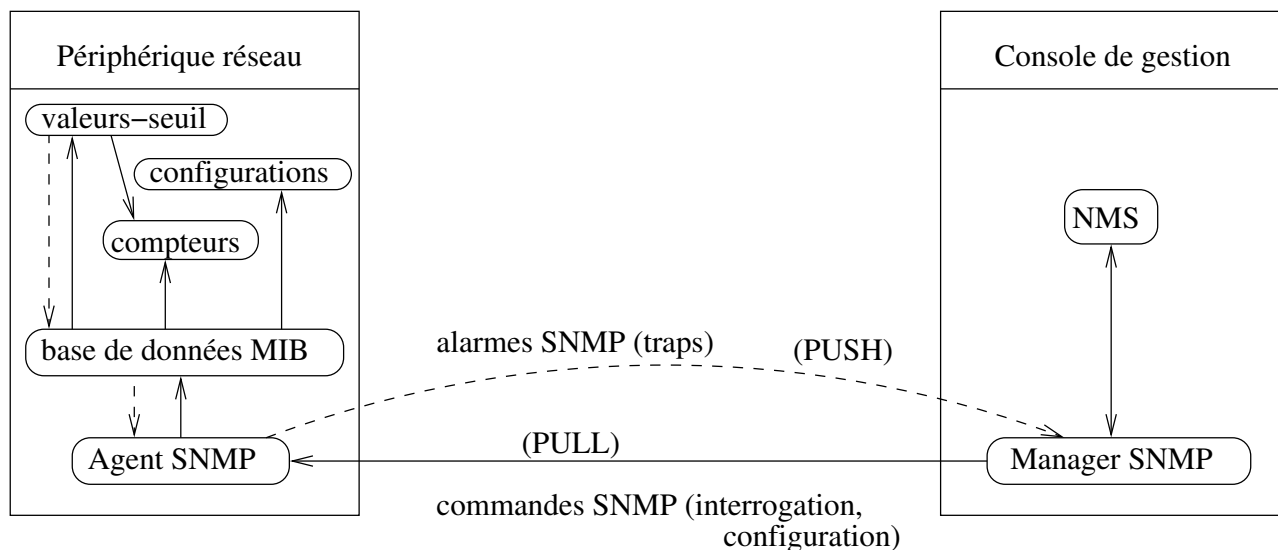 Périphérique réseau
valeurs−seuil
configurations
compteurs
base de données MIB
Agent SNMP
alarmes SNMP (traps)
(PUSH)
(PULL)
commandes SNMP (interrogation,
configuration)
Console de gestion
NMS
Manager SNMP